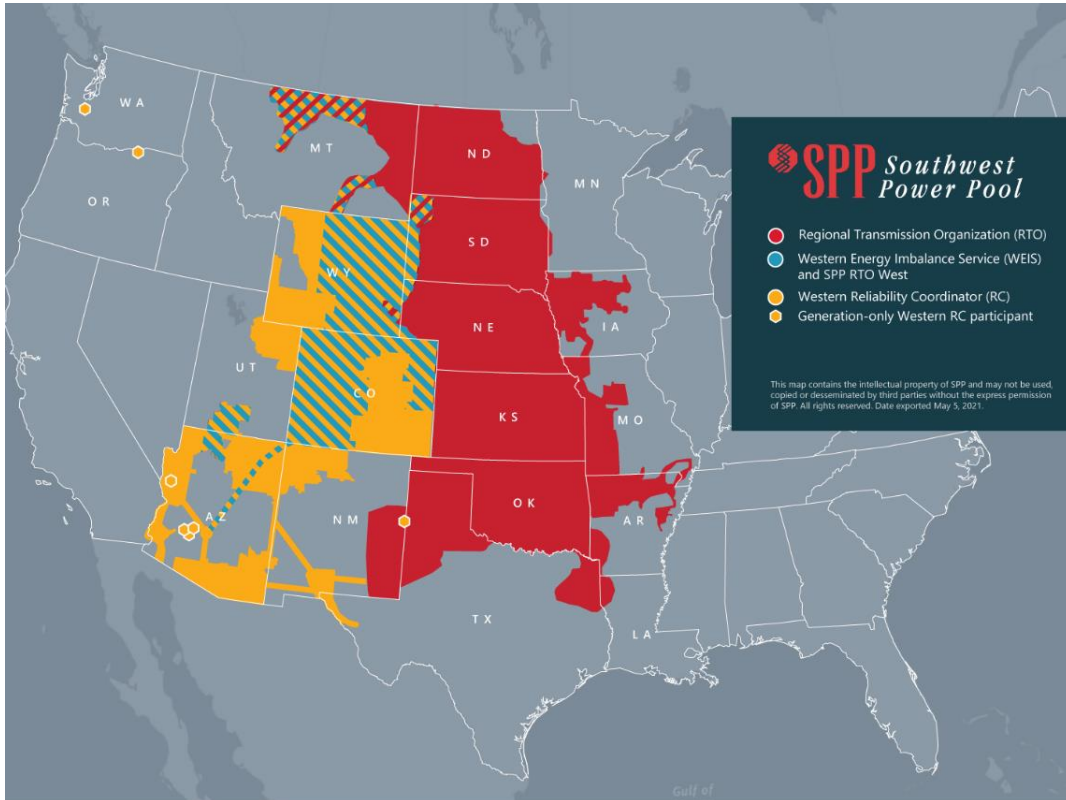 WA
MT
ND
MN
OR
SD
WY
NE
IA
UT
CO
KS
MO
AZ
NM
OK
AR
TX
LA
Gulf of
SPP Southwest
Power Pool
Regional Transmission Organization (RTO)
Western Energy Imbalance Service (WEIS)
and SPP RTO West
Western Reliability Coordinator (RC)
Generation-only Western RC participant
This map contains the intellectual property of SPP and may not be used,
copied or desseminated by third parties without the express permission
of SPP. All rights reserved. Date exported May 5, 2021.